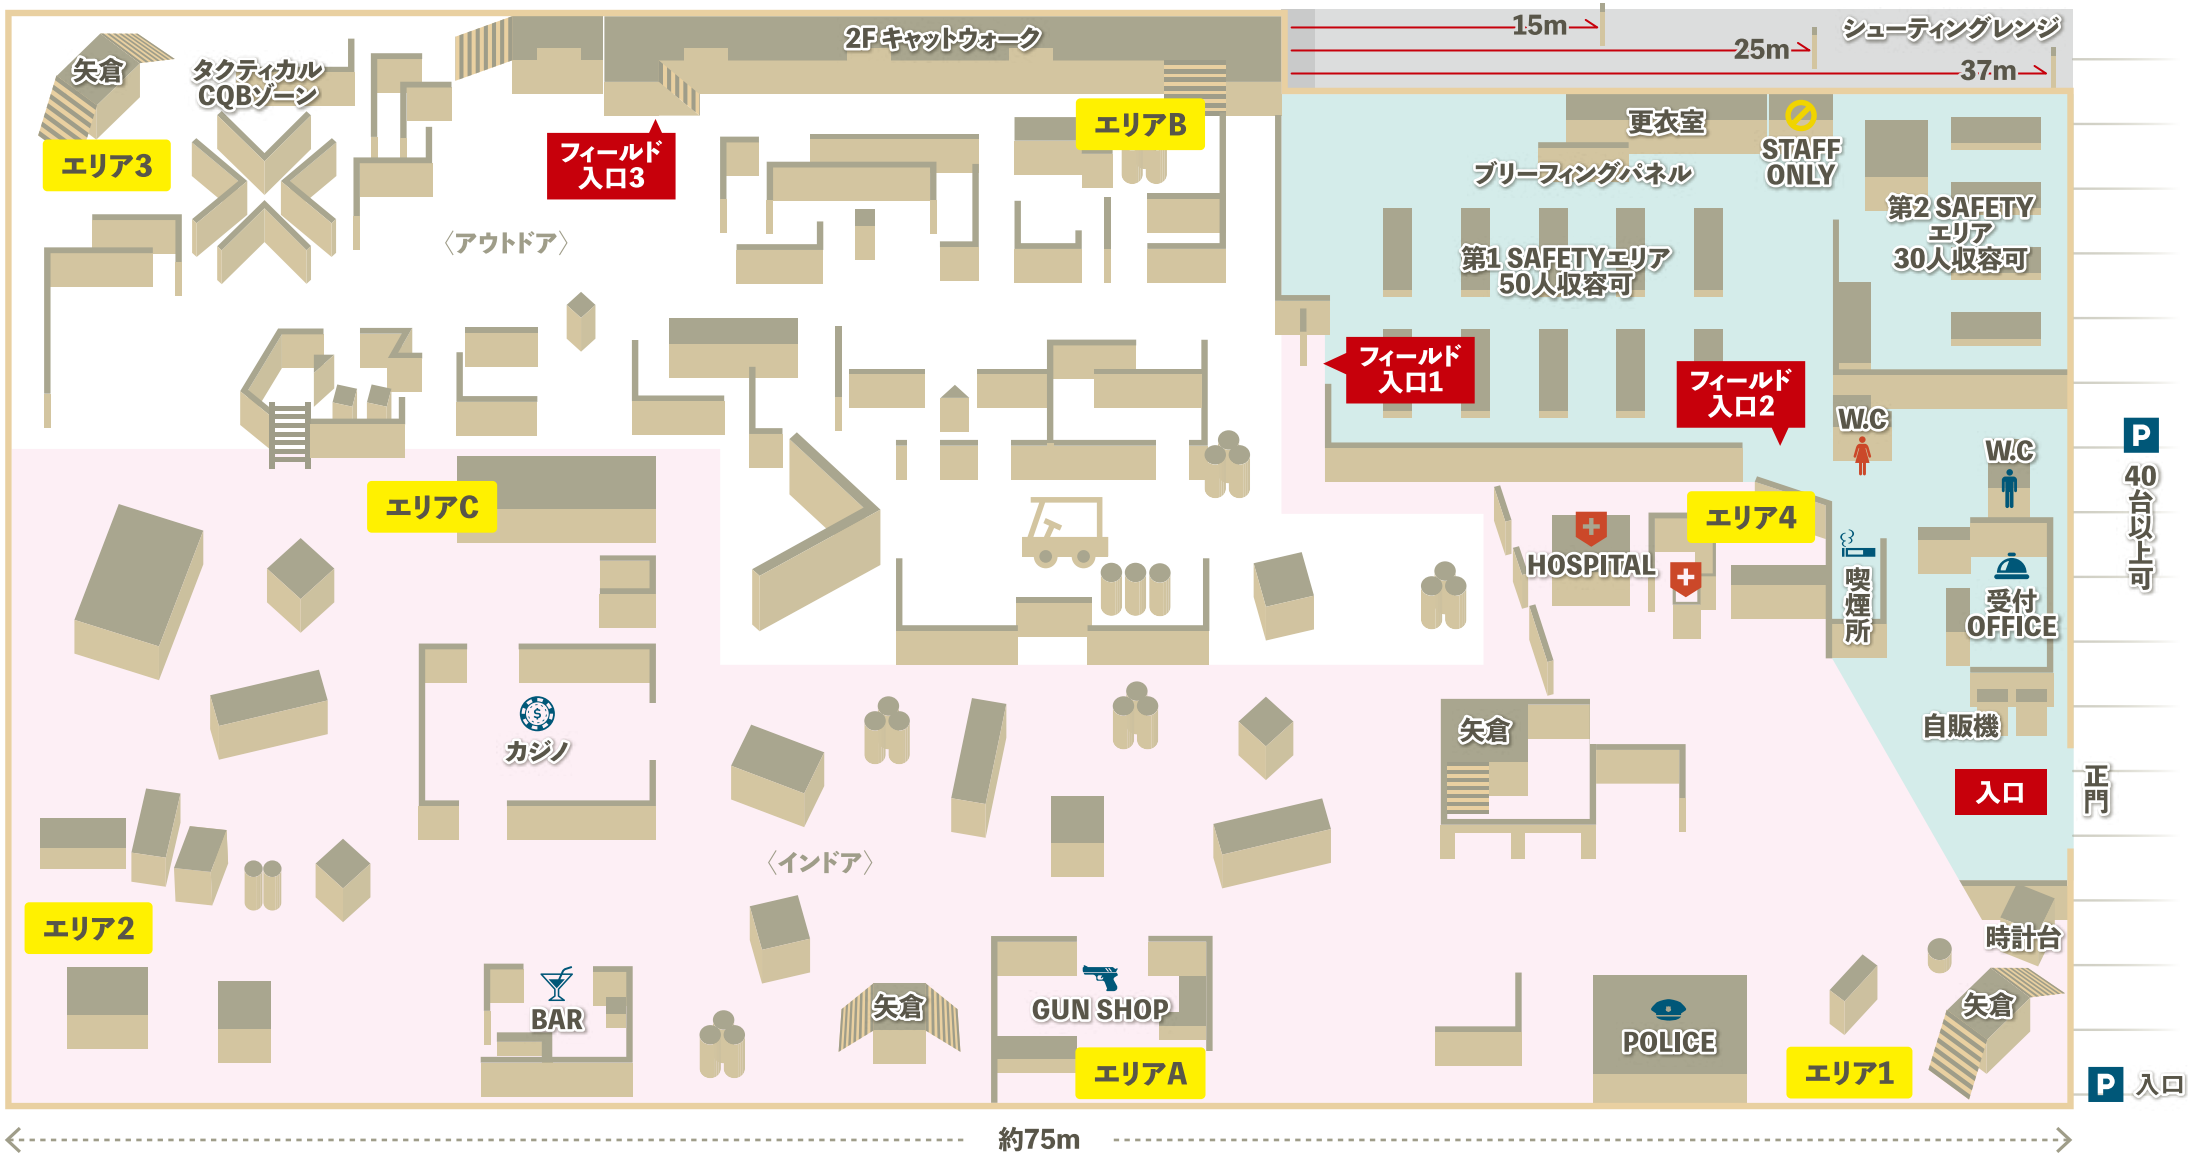 2F キャットウォーク
15m
シューティングレンジ
25m
37m
矢倉
タクティカル
CQBゾーン
エリア3
フィールド
入口3
エリアB
更衣室
STAFF
ONLY
ブリーフィングパネル
第2 SAFETY
エリア
30人収容可
〈アウトドア〉
第1 SAFETYエリア
50人収容可
フィールド
入口1
フィールド
入口2
W.C
W.C
P
40台以上可
エリアC
エリア4
HOSPITAL
喫煙所
受付
OFFICE
カジノ
矢倉
自販機
入口
正門
〈インドア〉
エリア2
時計台
BAR
矢倉
GUN SHOP
エリアA
POLICE
矢倉
エリア1
P 入口
約75m